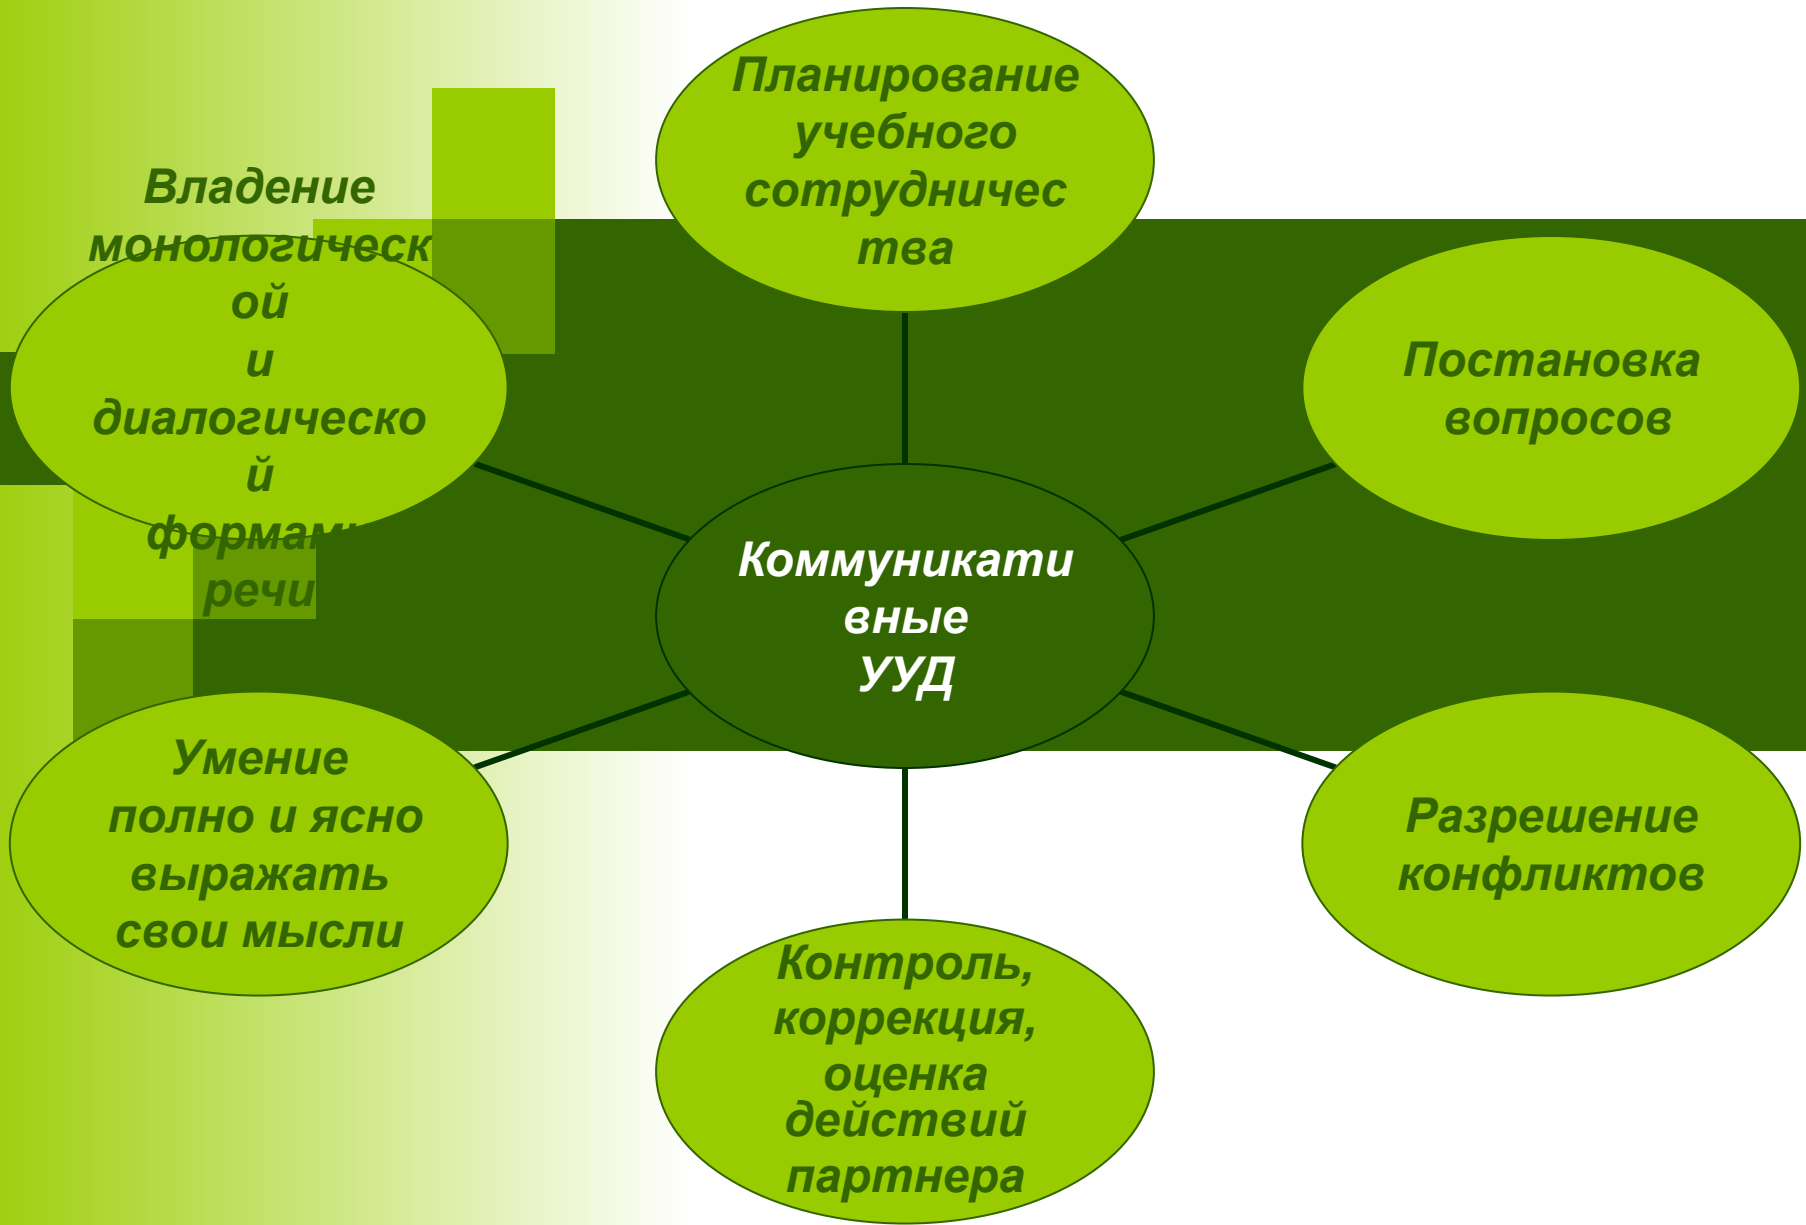 Планирование
учебного
сотрудничес
тва
Владение
монологическ
ой
и
диалогическо
й
формами
речи
Постановка
вопросов
Коммуникати
вные
УУД
Умение
полно и ясно
выражать
свои мысли
Разрешение
конфликтов
Контроль,
коррекция,
оценка
действий
партнера